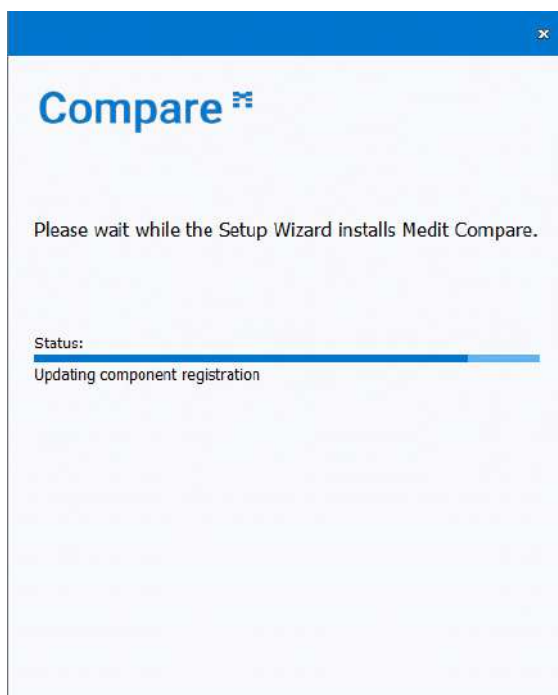 Compare
Please wait while the Setup Wizard installs Medit Compare.
Status:
Updating component registration